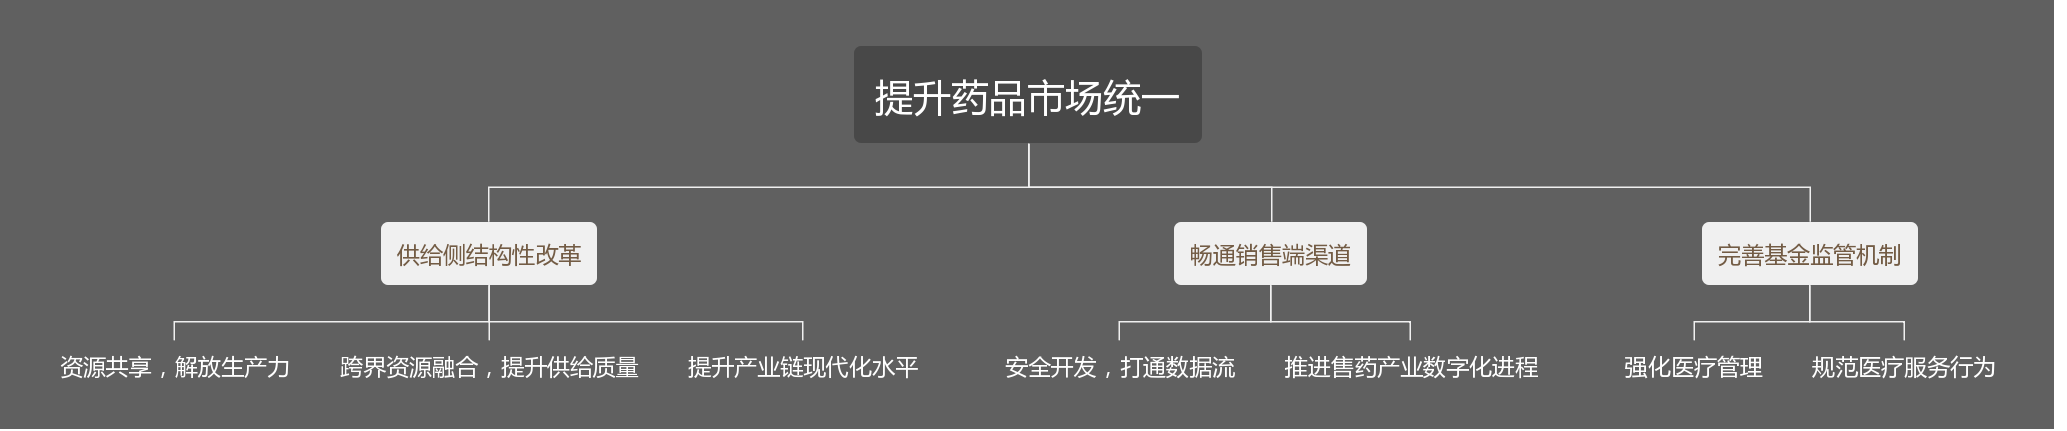 提升药品市场统一
供给侧结构性改革
畅通销售端渠道
完善基金监管机制
资源共享，解放生产力
跨界资源融合，提升供给质量
提升产业链现代化水平
安全开发，打通数据流
推进售药产业数字化进程
强化医疗管理
规范医疗服务行为